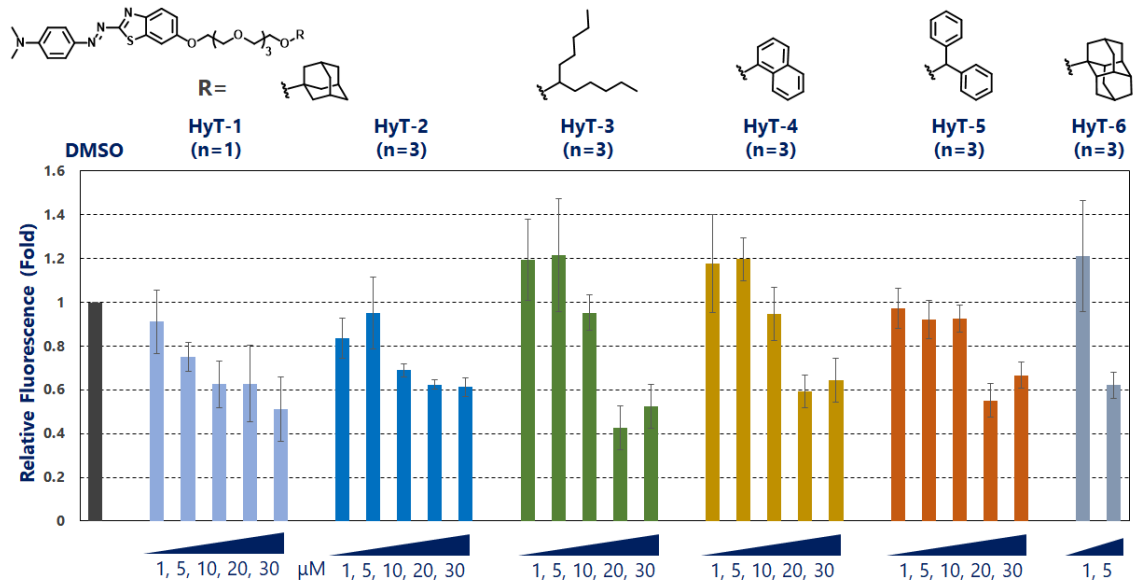 N N N N S O O O 3 O R
R=
HyT-1 HyT-2 HyT-3 HyT-4 HyT-5 HyT-6
DMSO (n=1) (n=3) (n=3) (n=3) (n=3) (n=3)
Relative Fluorescence (Fold)
1.6
1.4
1.2
1
0.8
0.6
0.4
0.2
0
1, 5, 10, 20, 30 μM 1, 5, 10, 20, 30 1, 5, 10, 20, 30 1, 5, 10, 20, 30 1, 5, 10, 20, 30 1, 5